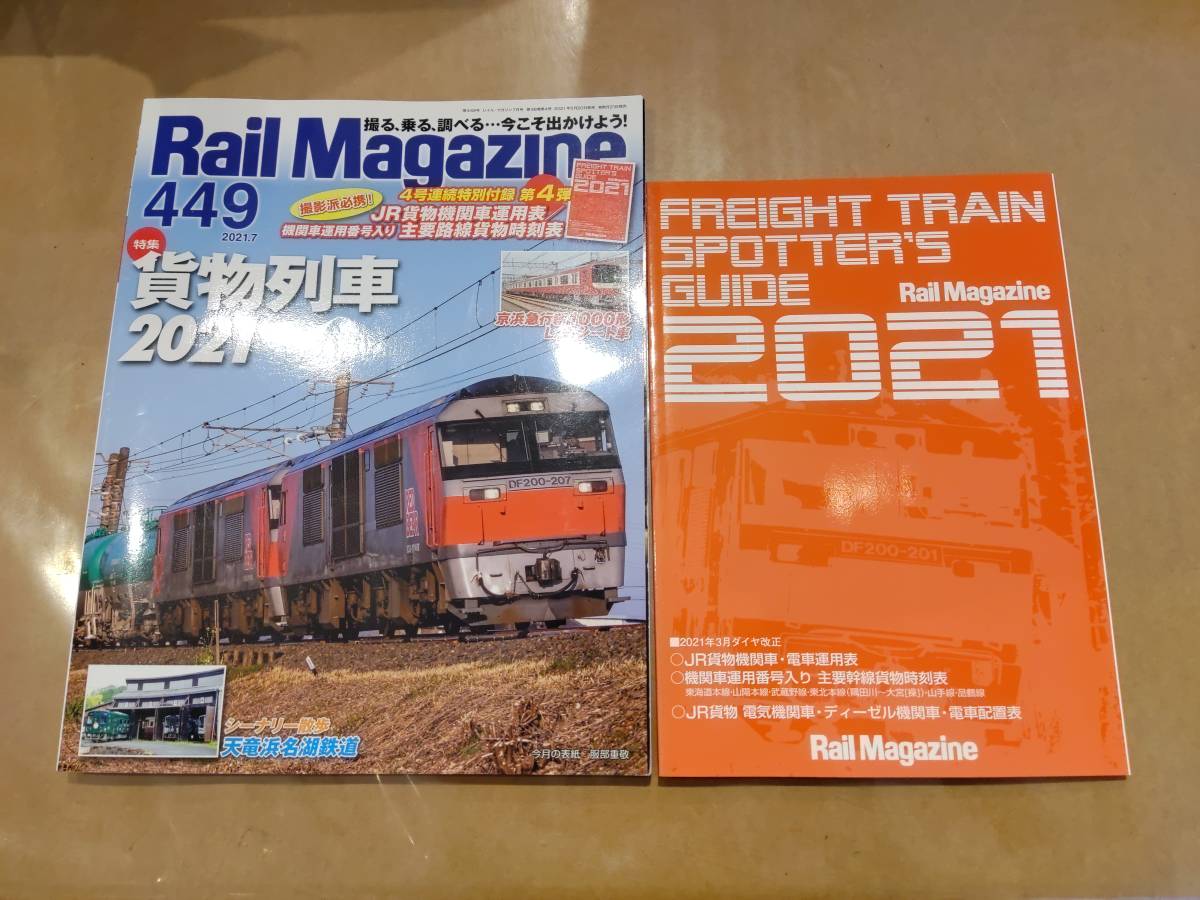 撮る、乗る、調べる…今こそ出かけよう!
Rail Magazine
449
2021.7
撮影派必携!
4号連続特別付録 第4弾
JR貨物機関車運用表
機関車運用番号入り 主要路線貨物時刻表
FREIGHT TRAIN
SPOTTER'S
GUIDE
2021
特集
貨物列車
2021
DF200-207
シーナリー散歩
天竜浜名湖鉄道
今月の表紙 服部重敬
FREIGHT TRAIN
SPOTTER'S
GUIDE
Rail Magazine
2021
DF200-201
■2021年3月ダイヤ改正
○JR貨物機関車・電車運用表
○機関車運用番号入り 主要幹線貨物時刻表
東海道本線・山陽本線・武蔵野線・東北本線(隅田川〜大宮[操])・山手線・品鶴線
○JR貨物 電気機関車・ディーゼル機関車・電車配置表
Rail Magazine